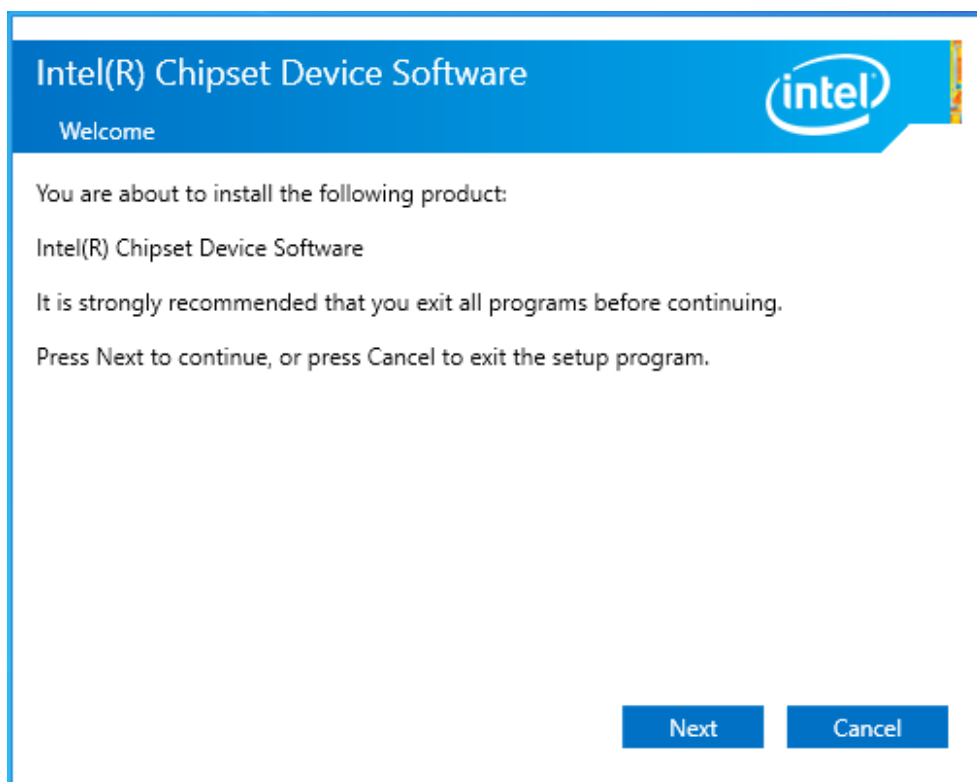 Intel(R) Chipset Device Software
intel
Welcome
You are about to install the following product:
Intel(R) Chipset Device Software
It is strongly recommended that you exit all programs before continuing.
Press Next to continue, or press Cancel to exit the setup program.
Next
Cancel